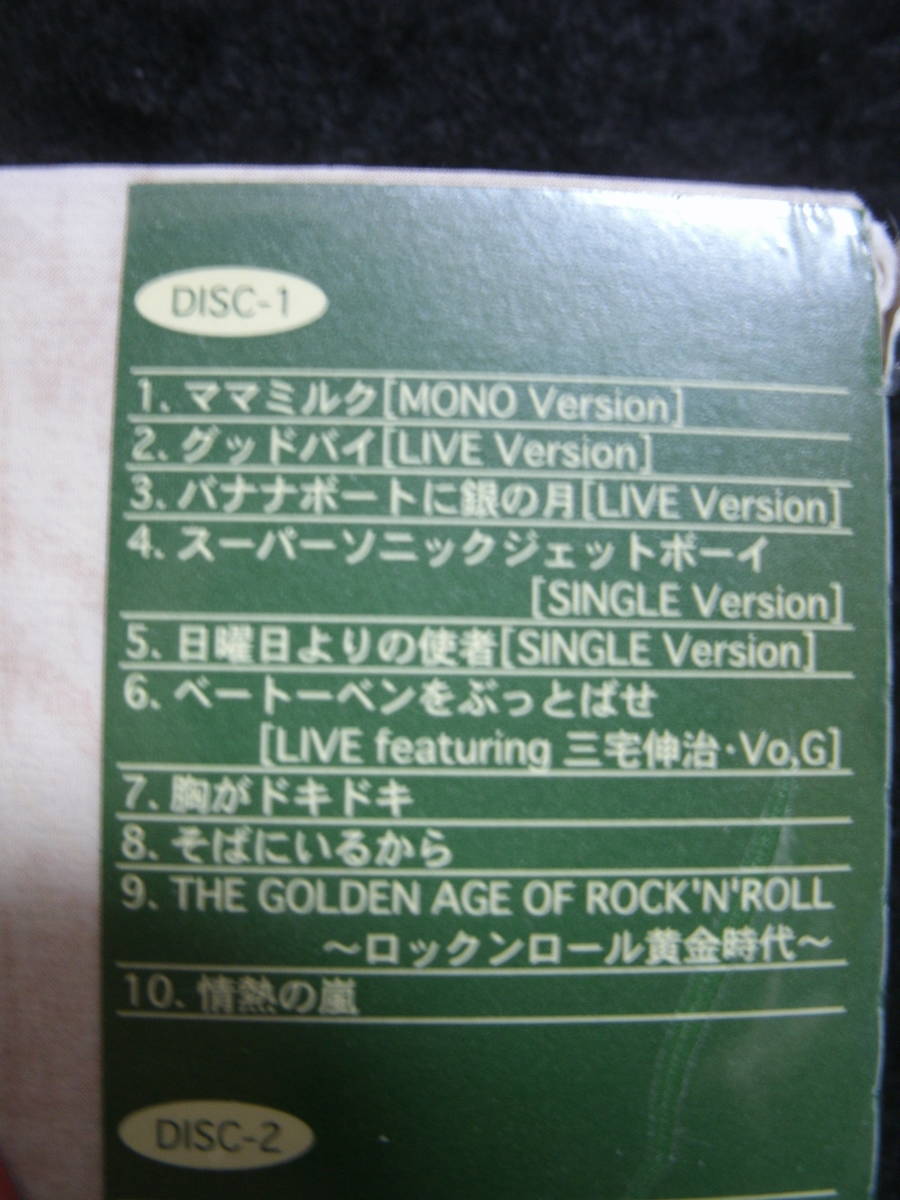 DISC-1
1. ママミルク[MONO Version]
2. グッドバイ[LIVE Version]
3. バナナボートに銀の月[LIVE Version]
4. スーパーソニックジェットボーイ
[SINGLE Version]
5. 日曜日よりの使者[SINGLE Version]
6. ベートーベンをぶっとばせ
[LIVE featuring 三宅伸治・Vo,G]
7. 胸がドキドキ
8. そばにいるから
9. THE GOLDEN AGE OF ROCK'N'ROLL
～ロックンロール黄金時代～
10. 情熱の嵐
DISC-2